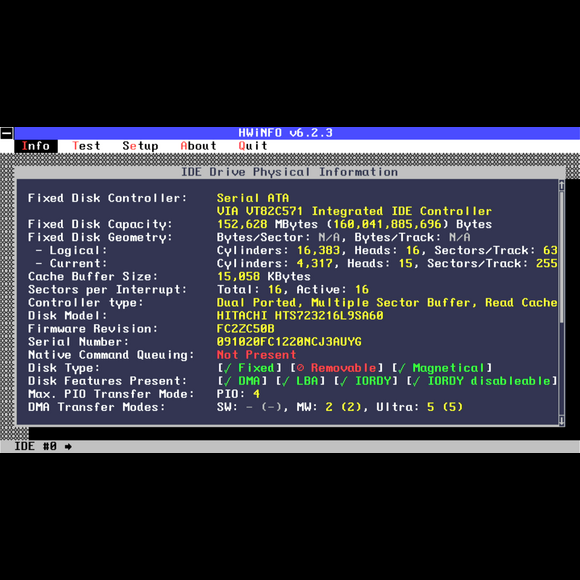 HWiNFO v6.2.3
Info Test Setup About Quit
IDE Drive Physical Information
Fixed Disk Controller: Serial ATA
VIA VT82C571 Integrated IDE Controller
Fixed Disk Capacity: 152,628 MBytes (160,041,885,696) Bytes
Fixed Disk Geometry: Bytes/Sector: N/A, Bytes/Track: N/A
- Logical: Cylinders: 16,383, Heads: 16, Sectors/Track: 63
- Current: Cylinders: 4,317, Heads: 15, Sectors/Track: 255
Cache Buffer Size: 15,058 KBytes
Sectors per Interrupt: Total: 16, Active: 16
Controller type: Dual Ported, Multiple Sector Buffer, Read Cache
Disk Model: HITACHI HTS723216L9SA60
Firmware Revision: FC2ZC50B
Serial Number: 091020FC1220NCJ3AUYG
Native Command Queuing: Not Present
Disk Type: [√ Fixed] [∅ Removable] [√ Magnetical]
Disk Features Present: [√ DMA] [√ LBA] [√ IORDY] [√ IORDY disableable]
Max. PIO Transfer Mode: PIO: 4
DMA Transfer Modes: SW: - (-), MW: 2 (2), Ultra: 5 (5)
IDE #0 →